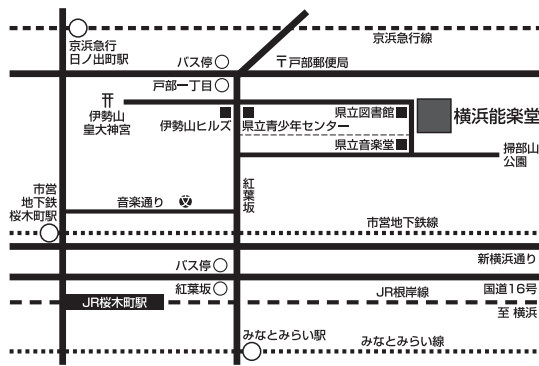 京浜急行線
京浜急行
日ノ出町駅
バス停
〒戸部郵便局
戸部一丁目
伊勢山
皇大神宮
伊勢山ヒルズ
県立青少年センター
県立図書館
横浜能楽堂
県立音楽堂
掃部山
公園
市営
地下鉄
桜木町駅
音楽通り
紅葉坂
市営地下鉄線
新横浜通り
バス停
紅葉坂
国道16号
JR桜木町駅
JR根岸線
至 横浜
みなとみらい駅
みなとみらい線